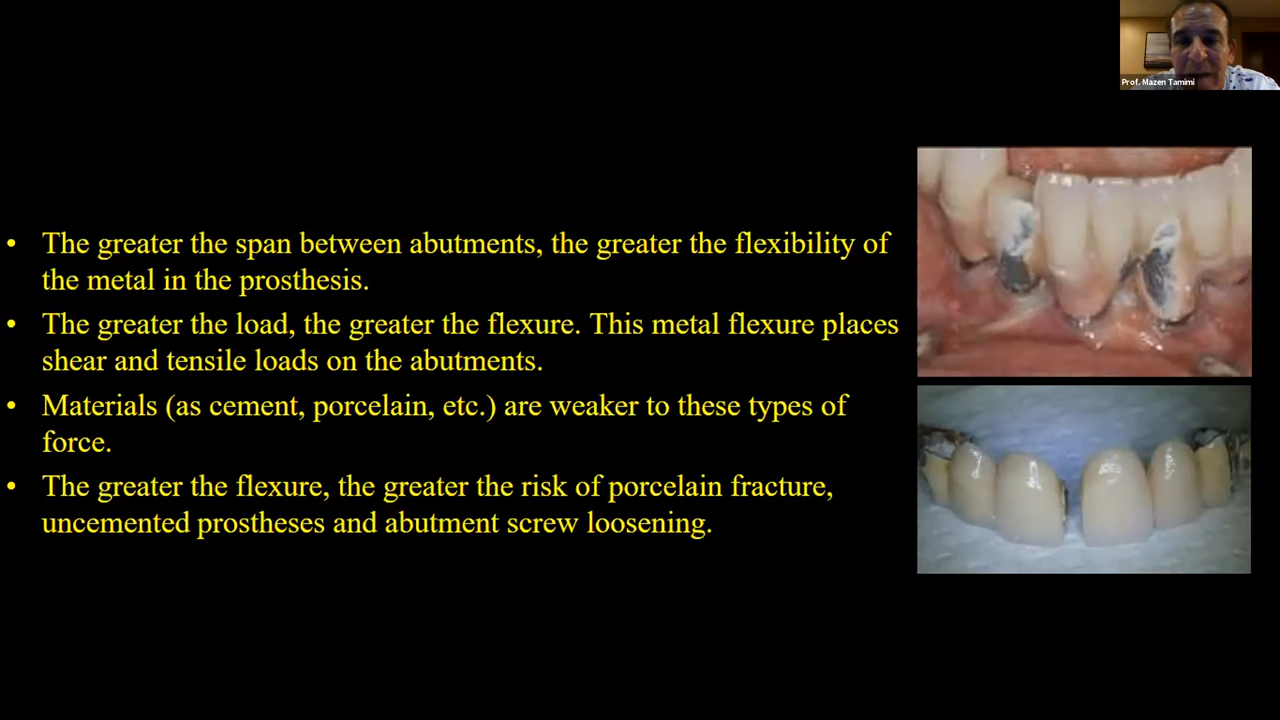 Prof. Mazen Tamimi
• The greater the span between abutments, the greater the flexibility of
the metal in the prosthesis.
• The greater the load, the greater the flexure. This metal flexure places
shear and tensile loads on the abutments.
• Materials (as cement, porcelain, etc.) are weaker to these types of
force.
• The greater the flexure, the greater the risk of porcelain fracture,
uncemented prostheses and abutment screw loosening.